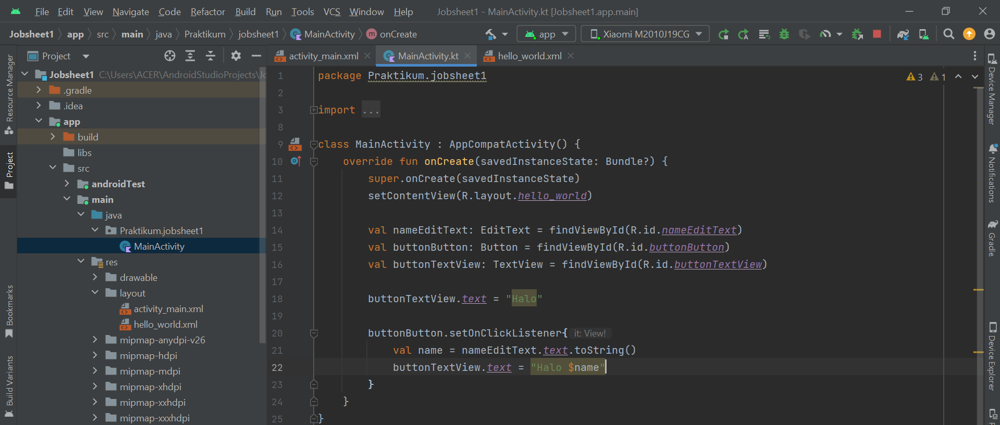 File Edit View Navigate Code Refactor Build Run Tools VCS Window Help Jobsheet1 - MainActivity.kt [Jobsheet1.app.main]
Jobsheet1 app src main java Praktikum jobsheet1 MainActivity m onCreate app Xiaomi M2010J19CG
Project
activity_main.xml MainActivity.kt hello_world.xml
Resource Manager
Project
Bookmarks
Build Variants
Jobsheet1 C:\Users\ACER\AndroidStudioProjects\Jo
.gradle
.idea
app
build
libs
src
androidTest
main
java
Praktikum.jobsheet1
MainActivity
res
drawable
layout
activity_main.xml
hello_world.xml
mipmap-anydpi-v26
mipmap-hdpi
mipmap-mdpi
mipmap-xhdpi
mipmap-xxhdpi
mipmap-xxxhdpi
3 1
1 package Praktikum.jobsheet1
2
3 import ...
8
9 class MainActivity : AppCompatActivity() {
10 override fun onCreate(savedInstanceState: Bundle?) {
11 super.onCreate(savedInstanceState)
12 setContentView(R.layout.hello_world)
13
14 val nameEditText: EditText = findViewById(R.id.nameEditText)
15 val buttonButton: Button = findViewById(R.id.buttonButton)
16 val buttonTextView: TextView = findViewById(R.id.buttonTextView)
17
18 buttonTextView.text = "Halo"
19
20 buttonButton.setOnClickListener{ it: View!
21 val name = nameEditText.text.toString()
22 buttonTextView.text = "Halo $name"
23 }
24 }
25 }
Device Manager
Notifications
Gradle
Device Explorer